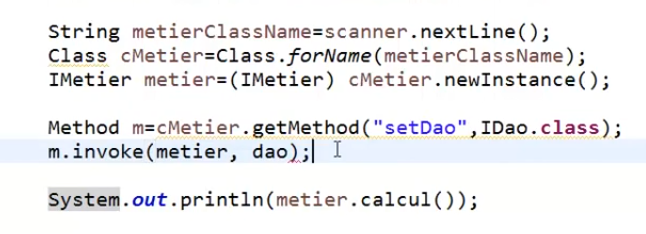 String metierClassName=scanner.nextLine();
Class cMetier=Class.forName(metierClassName);
IMetier metier=(IMetier) cMetier.newInstance();
Method m=cMetier.getMethod("setDao",IDao.class);
m.invoke(metier, dao);
System.out.println(metier.calcul());